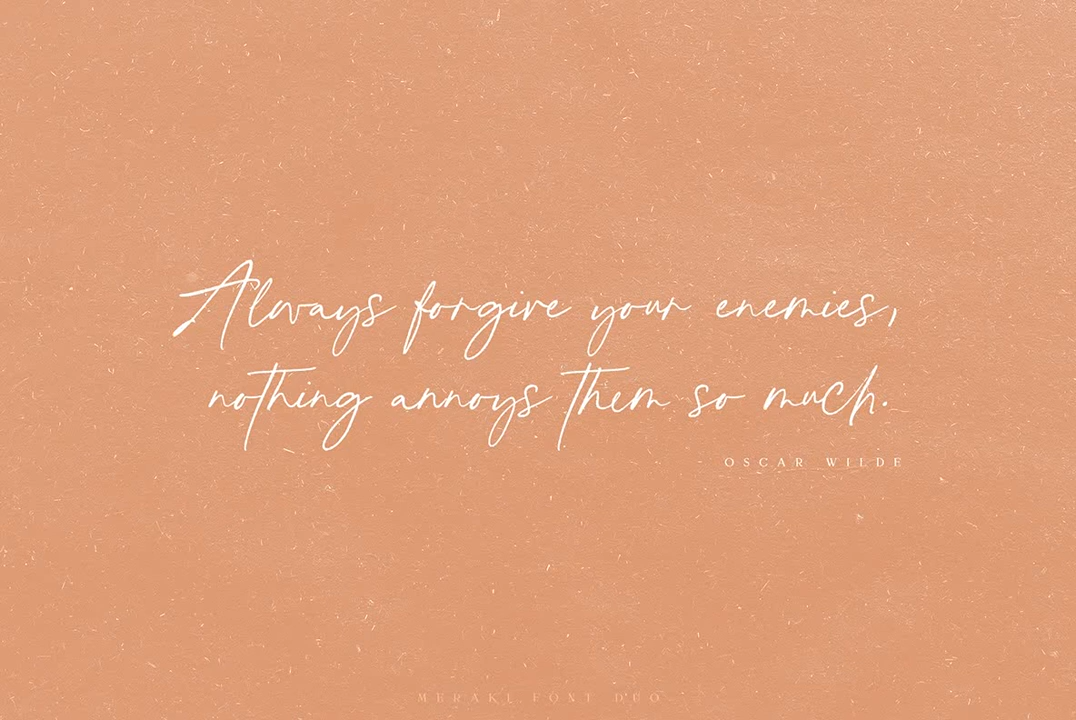 Always forgive your enemies,
nothing annoys them so much.
- OSCAR WILDE
MERAKI FONT DUO